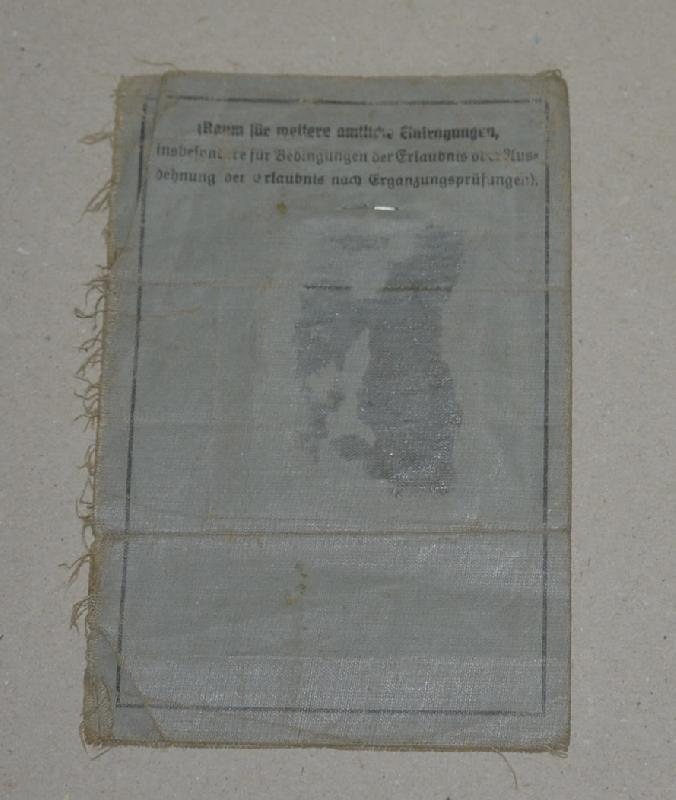 (Raum für weitere amtliche Eintragungen,
insbesondere für Bedingungen der Erlaubnis oder Aus-
dehnung der Erlaubnis nach Ergänzungsprüfungen).